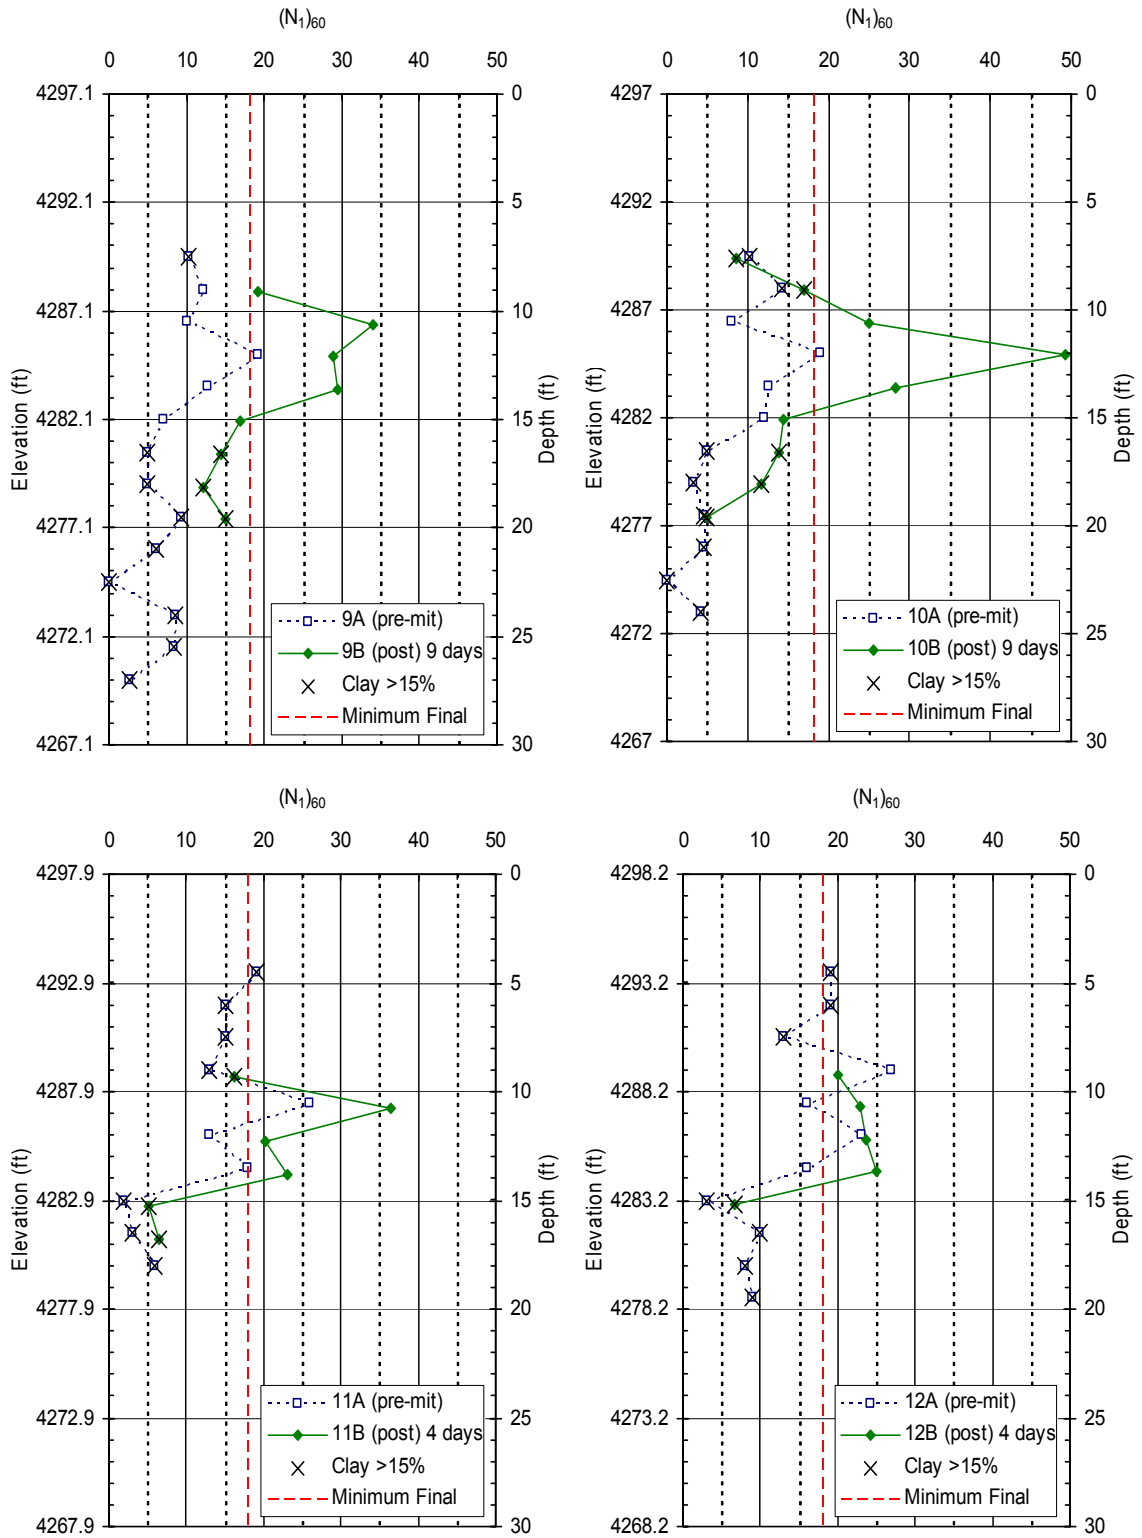 (N1)60 (N1)60
0 10 20 30 40 50 0 10 20 30 40 50
4297.1 0 4297 0
4292.1 5 4292 5
4287.1 10 4287 10
4282.1 15 4282 15
4277.1 20 4277 20
4272.1 25 4272 25
4267.1 30 4267 30
Elevation (ft) Depth (ft) Elevation (ft) Depth (ft)
9A (pre-mit) 10A (pre-mit)
9B (post) 9 days 10B (post) 9 days
Clay >15% Clay >15%
Minimum Final Minimum Final
(N1)60 (N1)60
0 10 20 30 40 50 0 10 20 30 40 50
4297.9 0 4298.2 0
4292.9 5 4293.2 5
4287.9 10 4288.2 10
4282.9 15 4283.2 15
4277.9 20 4278.2 20
4272.9 25 4273.2 25
4267.9 30 4268.2 30
Elevation (ft) Depth (ft) Elevation (ft) Depth (ft)
11A (pre-mit) 12A (pre-mit)
11B (post) 4 days 12B (post) 4 days
Clay >15% Clay >15%
Minimum Final Minimum Final